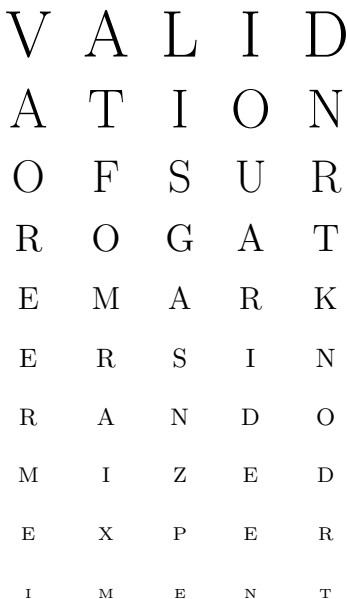 V A L I D
A T I O N
O F S U R
R O G A T
E M A R K
E R S I N
R A N D O
M I Z E D
E X P E R
I M E N T